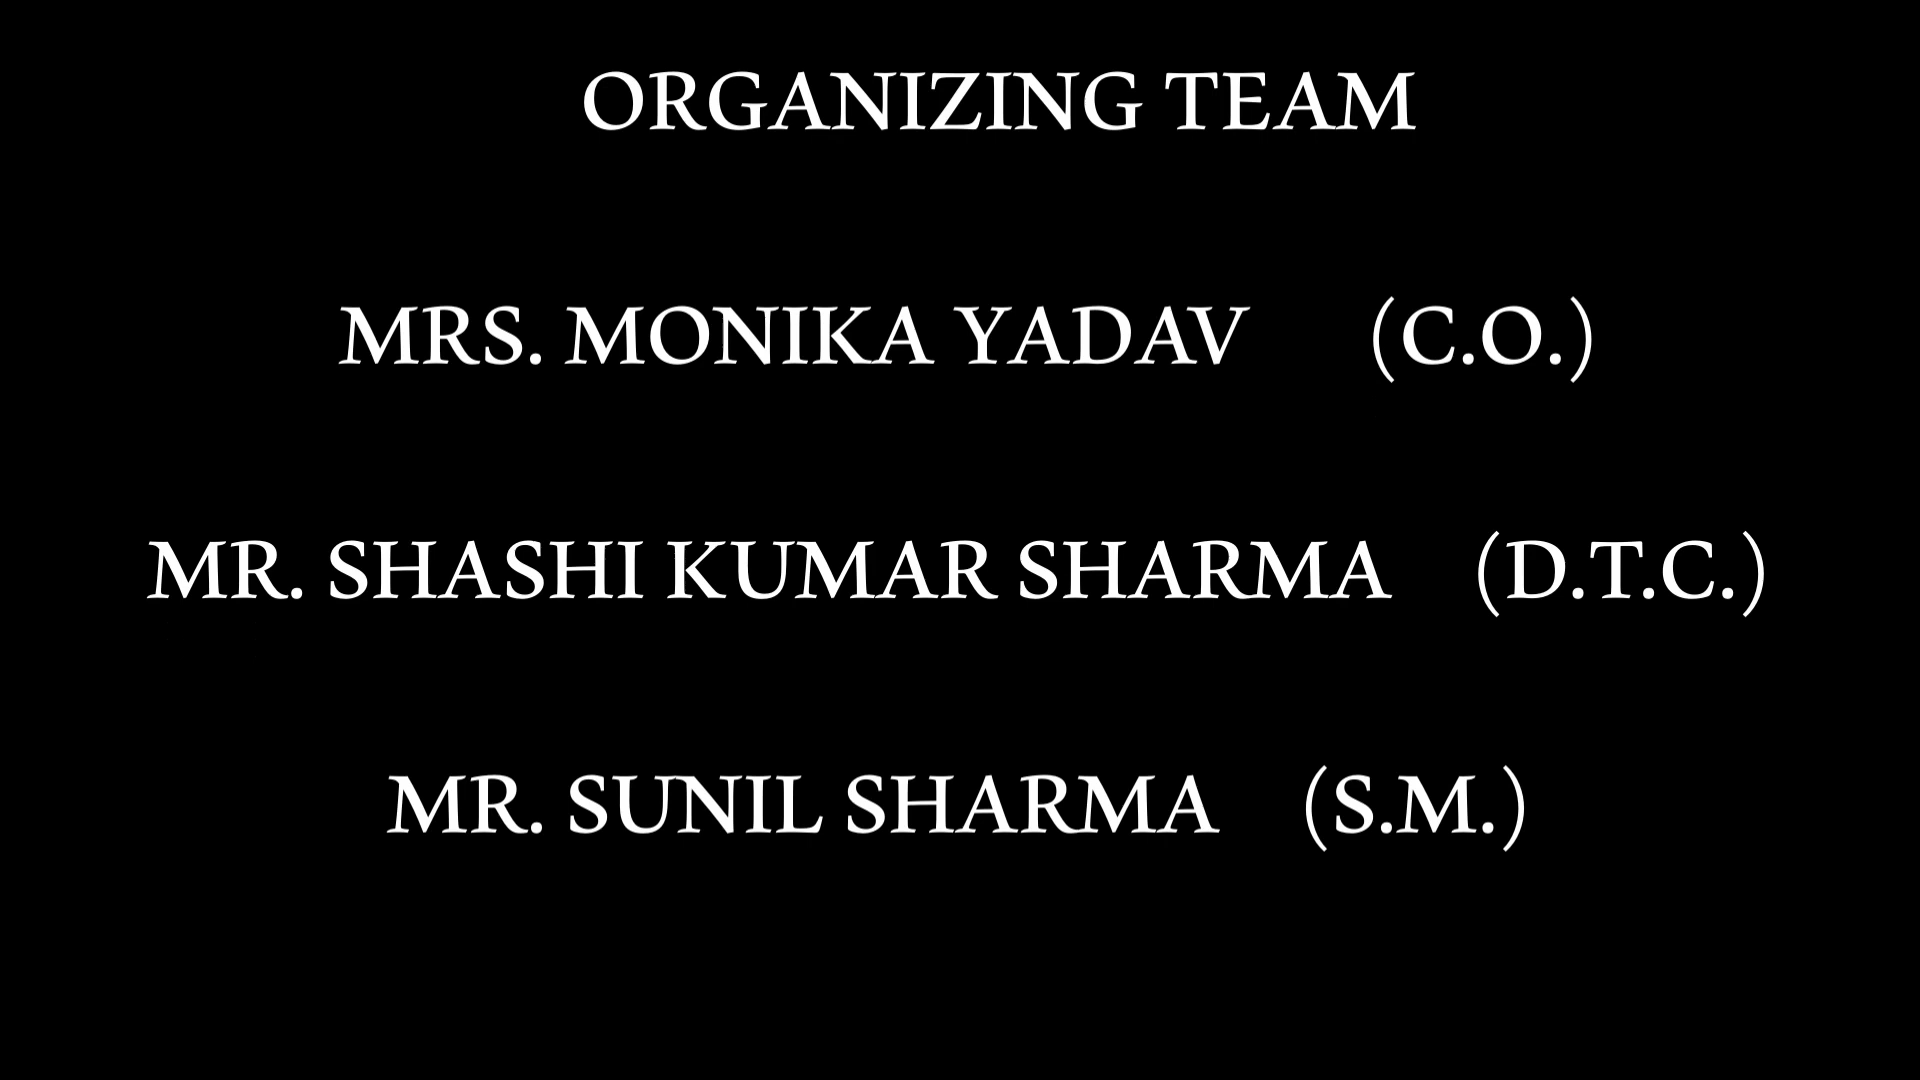 ORGANIZING TEAM
MRS. MONIKA YADAV (C.O.)
MR. SHASHI KUMAR SHARMA (D.T.C.)
MR. SUNIL SHARMA (S.M.)